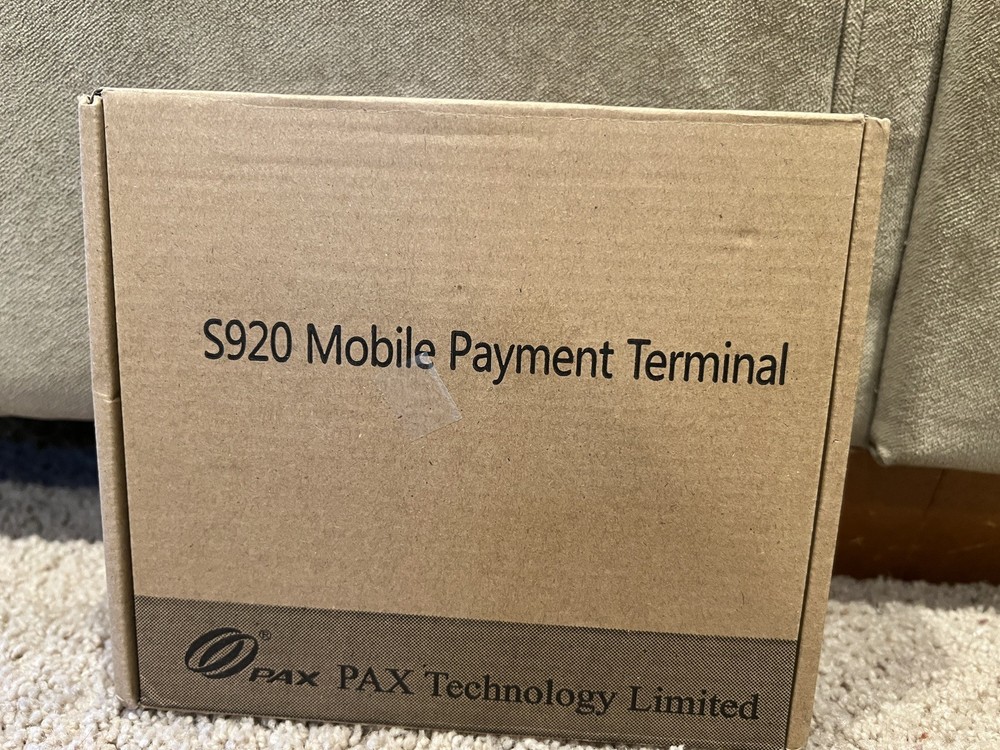 S920 Mobile Payment Terminal
® PAX PAX Technology Limited